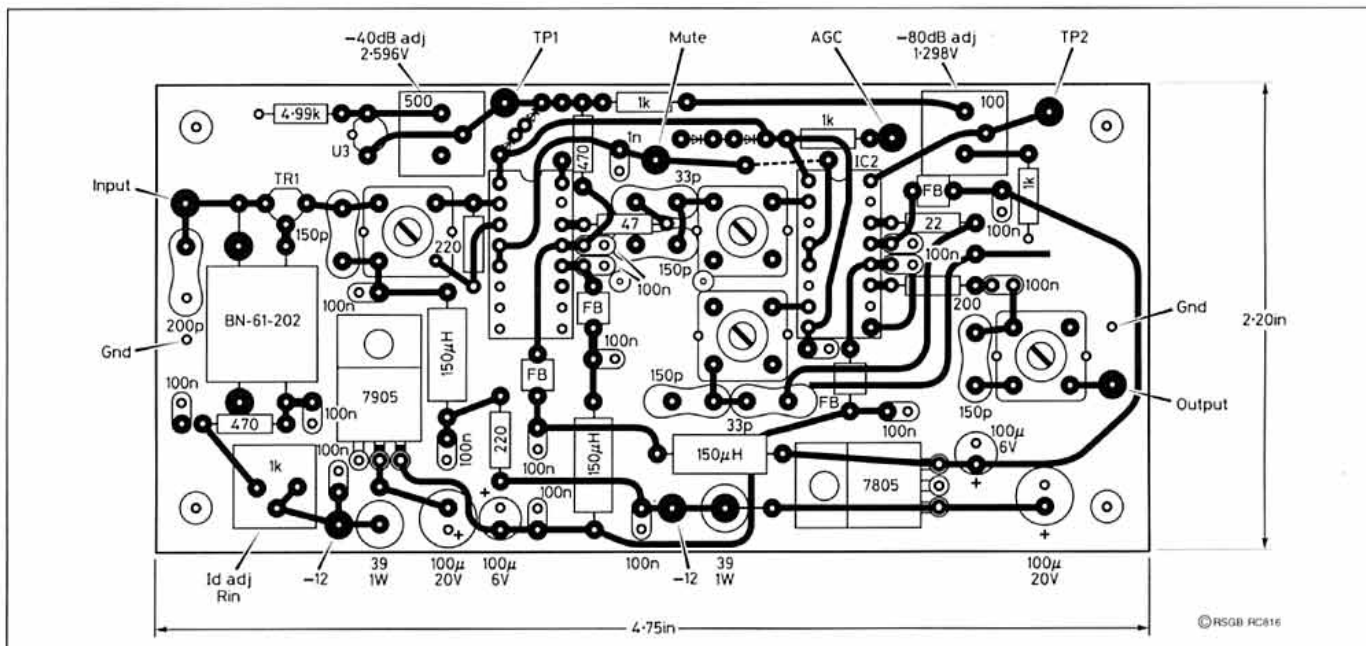 -40dB adj
2·596V
TP1
Mute
AGC
-80dB adj
1·298V
TP2
4·99k
500
1k
100
U3
470
1n
1k
IC2
33p
Input
TR1
FB
1k
150p
220
47
22
100n
150p
100n
100n
100n
200
100n
200p
BN-61-202
FB
Gnd
Gnd
2·20in
150µH
100n
100n
FB
150p
FB
150p
7905
Output
470
100n
33p
100n
100n
220
150µH
100µ
6V
1k
100n
100n
150µH
7805
100n
+
+
+
+
Id adj
Rin
-12
39
1W
100µ
20V
100µ
6V
100n
-12
39
1W
100µ
20V
4·75in
©RSGB RC816